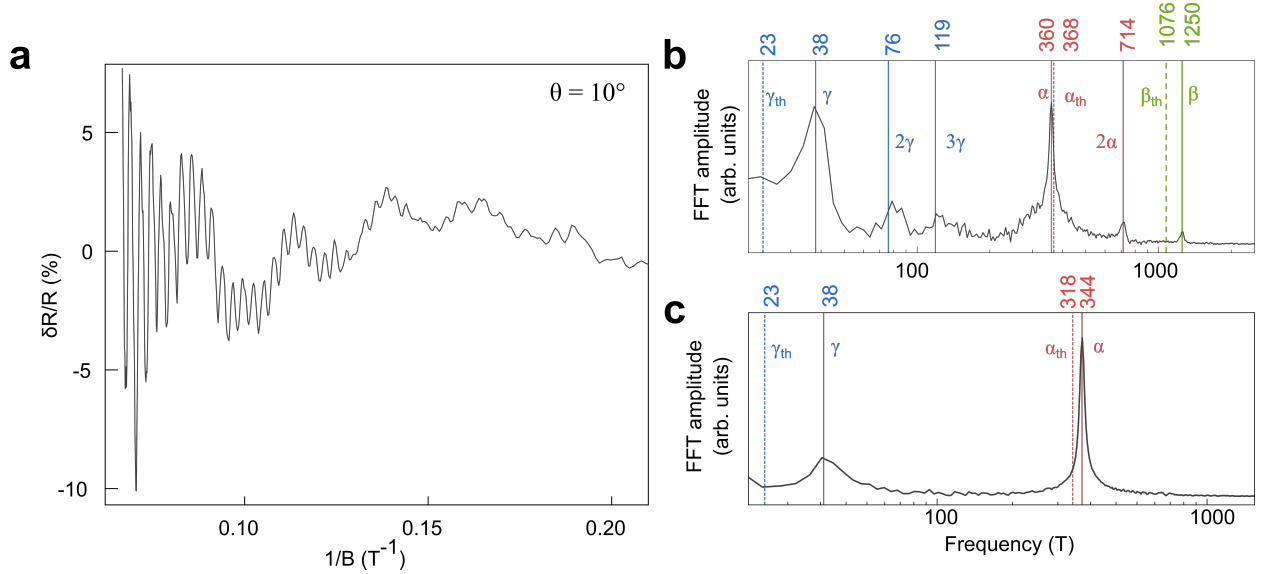 a
θ = 10°
5
0
-5
-10
δR/R (%)
0.10 0.15 0.20
1/B (T-1)
b
23 38 76 119 360 368 714 1076 1250
γth γ 2γ 3γ α αth 2α βth β
FFT amplitude
(arb. units)
100 1000
c
23 38 318 344
γth γ αth α
FFT amplitude
(arb. units)
100 1000
Frequency (T)